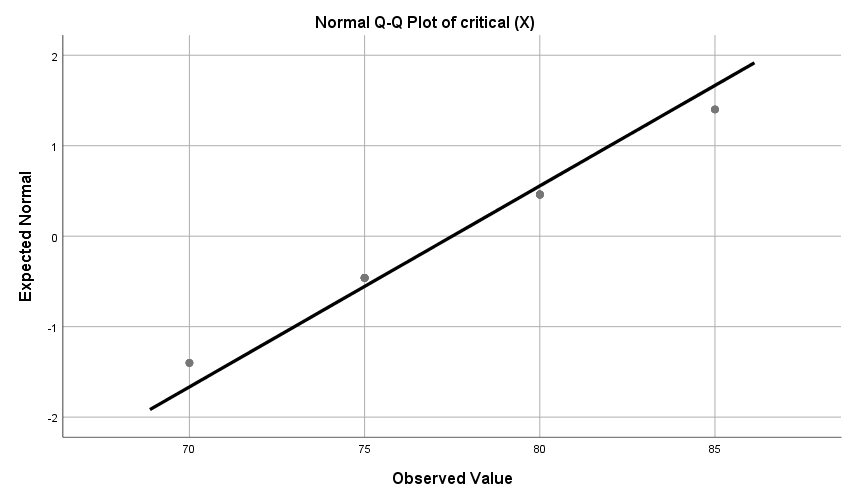 Normal Q-Q Plot of critical (X)
2
1
0
-1
-2
Expected Normal
70 75 80 85
Observed Value